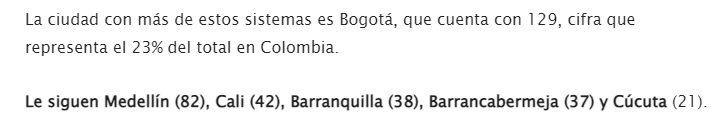 La ciudad con más de estos sistemas es Bogotá, que cuenta con 129, cifra que
representa el 23% del total en Colombia.
Le siguen Medellín (82), Cali (42), Barranquilla (38), Barrancabermeja (37) y Cúcuta (21).